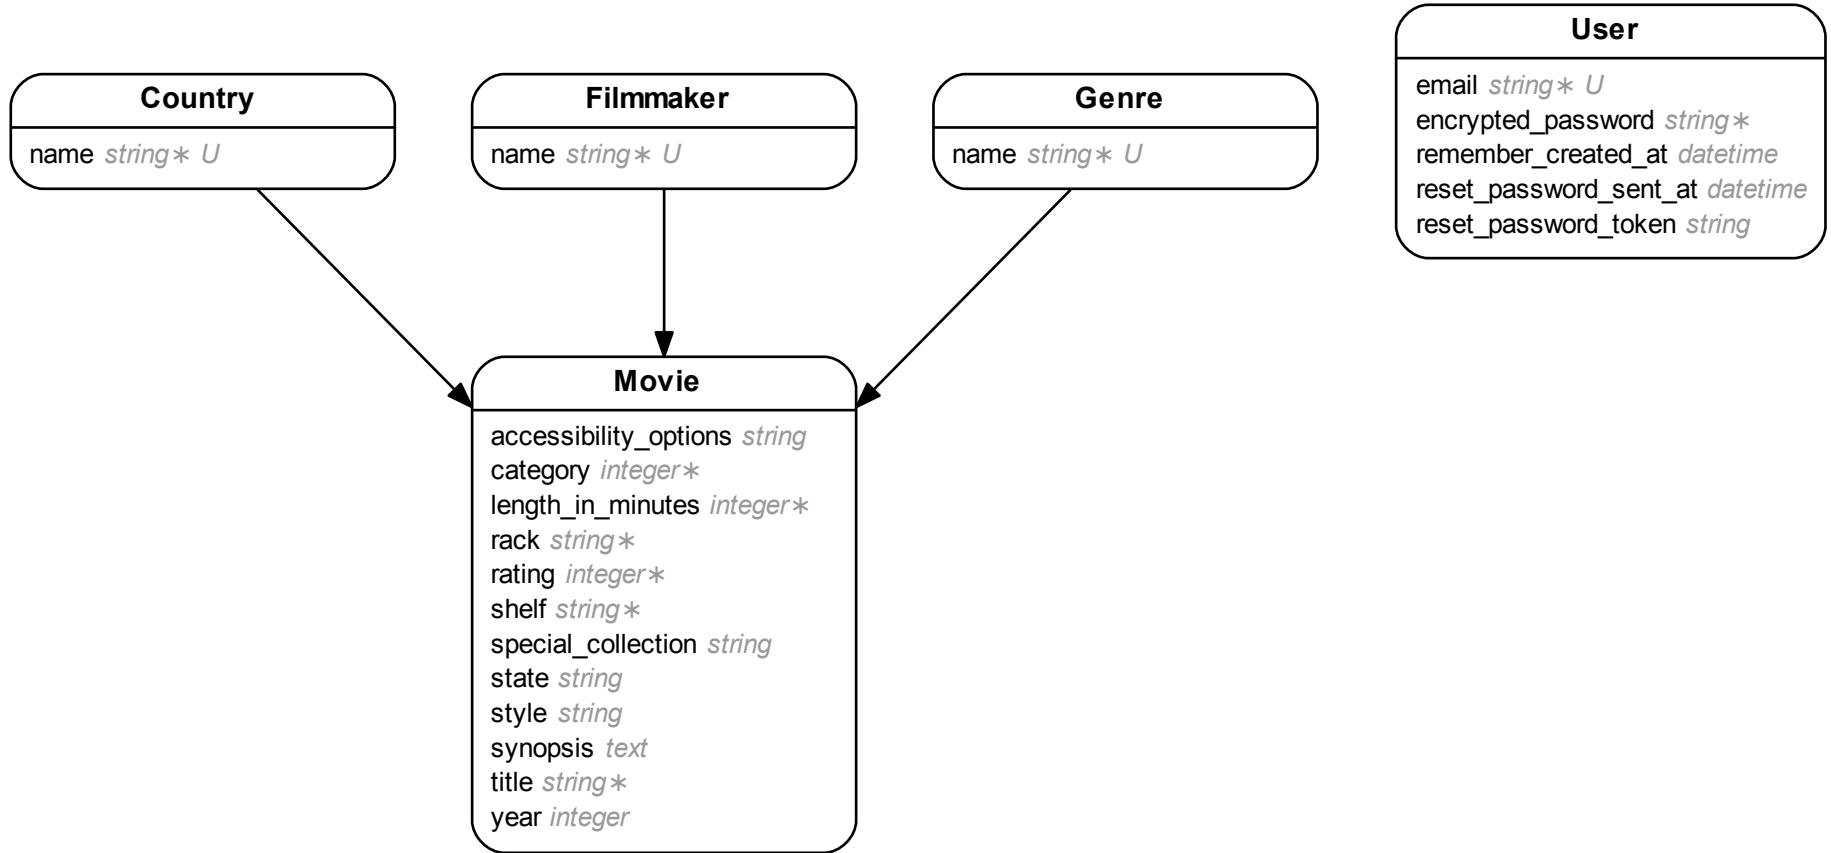 Country
name string∗ U
Filmmaker
name string∗ U
Genre
name string∗ U
User
email string∗ U
encrypted_password string∗
remember_created_at datetime
reset_password_sent_at datetime
reset_password_token string
Movie
accessibility_options string
category integer∗
length_in_minutes integer∗
rack string∗
rating integer∗
shelf string∗
special_collection string
state string
style string
synopsis text
title string∗
year integer